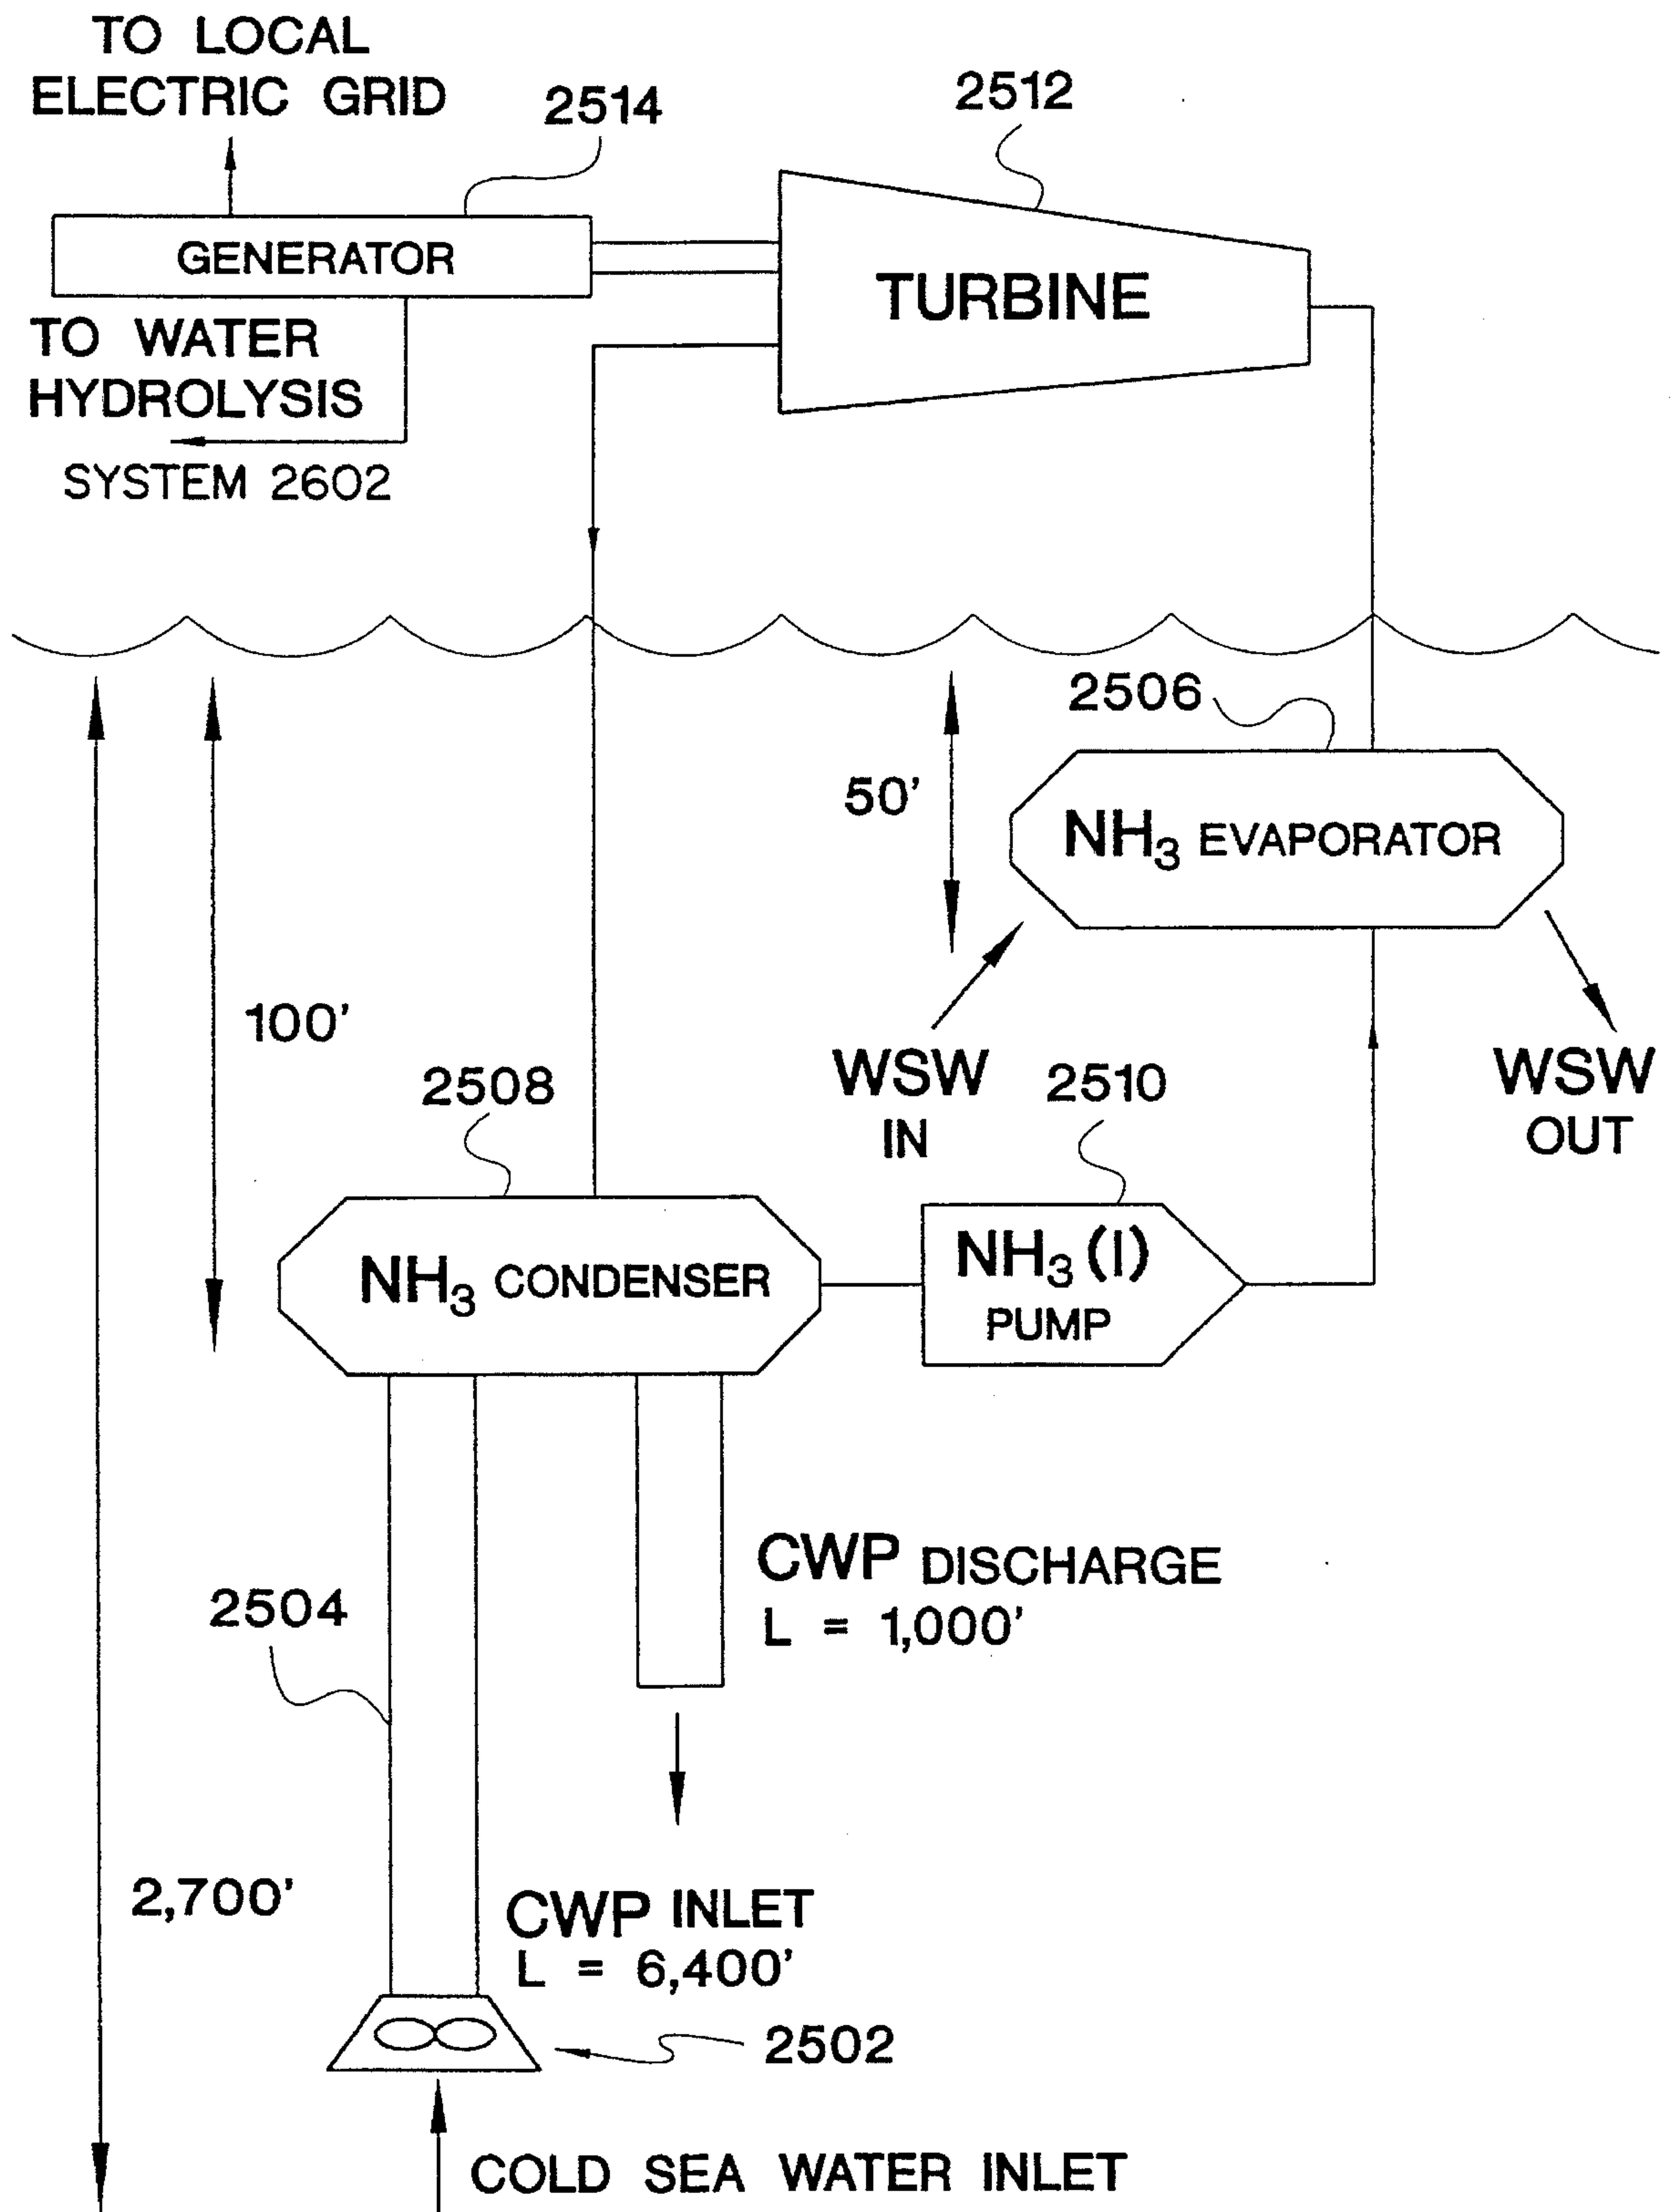 TO LOCAL
ELECTRIC GRID
2514
2512
GENERATOR
TURBINE
TO WATER
HYDROLYSIS
SYSTEM 2602
2506
50'
NH₃ EVAPORATOR
100'
WSW
IN
WSW
OUT
2508
2510
NH₃ CONDENSER
NH₃ (l)
PUMP
CWP DISCHARGE
L = 1,000'
2504
2,700'
CWP INLET
L = 6,400'
2502
COLD SEA WATER INLET